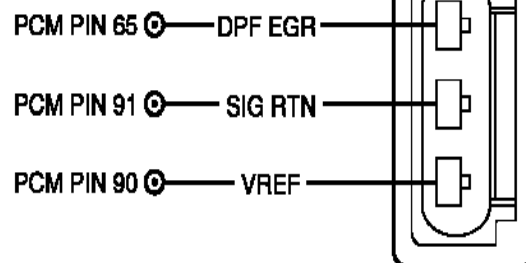 PCM PIN 65 DPF EGR
PCM PIN 91 SIG RTN
PCM PIN 90 VREF